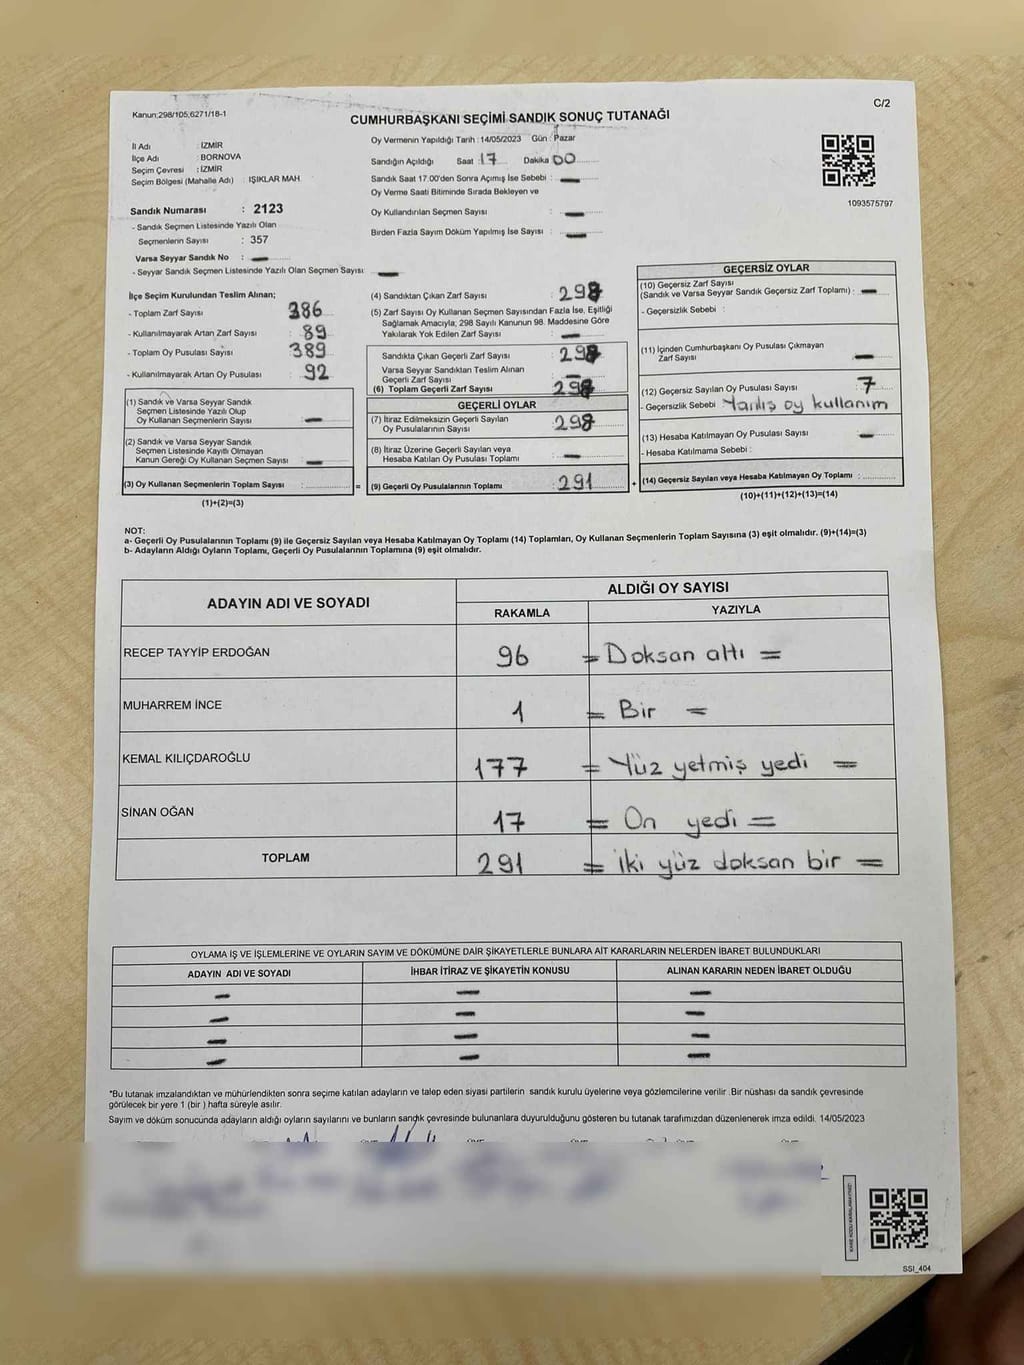 Kanun;298/105;6271/18-1
C/2
CUMHURBAŞKANI SEÇİMİ SANDIK SONUÇ TUTANAĞI
İl Adı : İZMİR
İlçe Adı : BORNOVA
Seçim Çevresi : İZMİR
Seçim Bölgesi (Mahalle Adı) : IŞIKLAR MAH.
Sandık Numarası : 2123
- Sandık Seçmen Listesinde Yazılı Olan
Seçmenlerin Sayısı : 357
Varsa Seyyar Sandık No : —
- Seyyar Sandık Seçmen Listesinde Yazılı Olan Seçmen Sayısı —
Oy Vermenin Yapıldığı Tarih : 14/05/2023 Gün : Pazar
Sandığın Açıldığı Saat : 17 Dakika 00
Sandık Saat 17.00'den Sonra Açımış İse Sebebi : —
Oy Verme Saati Bitiminde Sırada Bekleyen ve
Oy Kullandırılan Seçmen Sayısı : —
Birden Fazla Sayım Döküm Yapılmış İse Sayısı : —
1093575797
İlçe Seçim Kurulundan Teslim Alınan;
- Toplam Zarf Sayısı 386
- Kullanılmayarak Artan Zarf Sayısı : 89
- Toplam Oy Pusulası Sayısı : 389
- Kullanılmayarak Artan Oy Pusulası : 92
(1) Sandık ve Varsa Seyyar Sandık
Seçmen Listesinde Yazılı Olup
Oy Kullanan Seçmen Sayısı : —
(2) Sandık ve Varsa Seyyar Sandık
Seçmen Listesinde Kayıtlı Olmayan
Kanun Gereği Oy Kullanan Seçmen Sayısı : —
(3) Oy Kullanan Seçmenlerin Toplam Sayısı :
(1)+(2)=(3)
(4) Sandıktan Çıkan Zarf Sayısı : 298
(5) Zarf Sayısı Oy Kullanan Seçmen Sayısından Fazla İse, Eşitliği
Sağlamak Amacıyla; 298 Sayılı Kanunun 98. Maddesine Göre
Yakılarak Yok Edilen Zarf Sayısı : —
Sandıkta Çıkan Geçerli Zarf Sayısı : 298
Varsa Seyyar Sandıktan Teslim Alınan
Geçerli Zarf Sayısı : —
(6) Toplam Geçerli Zarf Sayısı 298
GEÇERLİ OYLAR
(7) İtiraz Edilmeksizin Geçerli Sayılan
Oy Pusulalarının Sayısı : 298
(8) İtiraz Üzerine Geçerli Sayılan veya
Hesaba Katılan Oy Pusulası Toplamı : —
= (9) Geçerli Oy Pusulalarının Toplamı : 291
GEÇERSİZ OYLAR
(10) Geçersiz Zarf Sayısı
(Sandık ve Varsa Seyyar Sandık Geçersiz Zarf Toplamı) : —
- Geçersizlik Sebebi :
(11) İçinden Cumhurbaşkanı Oy Pusulası Çıkmayan
Zarf Sayısı : —
(12) Geçersiz Sayılan Oy Pusulası Sayısı : 7
- Geçersizlik Sebebi : Yanlış oy kullanım
(13) Hesaba Katılmayan Oy Pusulası Sayısı : —
- Hesaba Katılmama Sebebi :
+ (14) Geçersiz Sayılan veya Hesaba Katılmayan Oy Toplamı :
(10)+(11)+(12)+(13)=(14)
NOT:
a- Geçerli Oy Pusulalarının Toplamı (9) ile Geçersiz Sayılan veya Hesaba Katılmayan Oy Toplamı (14) Toplamları, Oy Kullanan Seçmenlerin Toplam Sayısına (3) eşit olmalıdır. (9)+(14)=(3)
b- Adayların Aldığı Oyların Toplamı, Geçerli Oy Pusulalarının Toplamına (9) eşit olmalıdır.
ADAYIN ADI VE SOYADI
ALDIĞI OY SAYISI
RAKAMLA YAZIYLA
RECEP TAYYİP ERDOĞAN 96 = Doksan altı =
MUHARREM İNCE 1 = Bir =
KEMAL KILIÇDAROĞLU 177 = Yüz yetmiş yedi =
SİNAN OĞAN 17 = On yedi =
TOPLAM 291 = iki yüz doksan bir =
OYLAMA İŞ VE İŞLEMLERİNE VE OYLARIN SAYIM VE DÖKÜMÜNE DAİR ŞİKAYETLERLE BUNLARA AİT KARARLARIN NELERDEN İBARET BULUNDUKLARI
ADAYIN ADI VE SOYADI İHBAR İTİRAZ VE ŞİKAYETİN KONUSU ALINAN KARARIN NEDEN İBARET OLDUĞU
— — —
— — —
— — —
— — —
*Bu tutanak imzalandıktan ve mühürlendikten sonra seçime katılan adayların ve talep eden siyasi partilerin sandık kurulu üyelerine veya gözlemcilerine verilir .Bir nüshası da sandık çevresinde
görülecek bir yere 1 (bir ) hafta süreyle asılır.
Sayım ve döküm sonucunda adayların aldığı oyların sayılarını ve bunların sandık çevresinde bulunanlara duyurulduğunu gösteren bu tutanak tarafımızdan düzenlenerek imza edildi. 14/05/2023
SSI_404